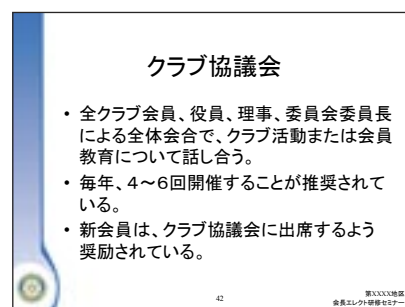 クラブ協議会
• 全クラブ会員、役員、理事、委員会委員長
による全体会合で、クラブ活動または会員
教育について話し合う。
• 毎年、4～6回開催することが推奨されて
いる。
• 新会員は、クラブ協議会に出席するよう
奨励されている。
42
第XXXX地区
会長エレクト研修セミナー